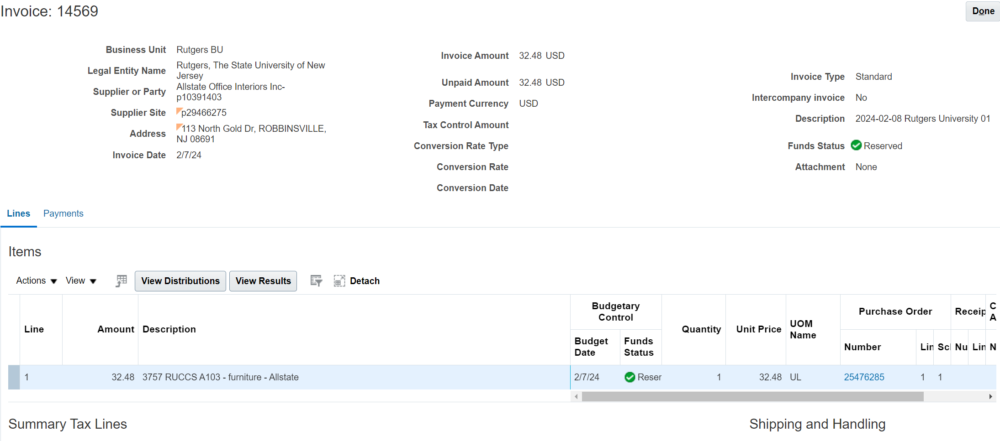 Invoice: 14569
Done
Business Unit Rutgers BU
Legal Entity Name Rutgers, The State University of New
Jersey
Supplier or Party Allstate Office Interiors Inc-
p10391403
Supplier Site p29466275
Address 113 North Gold Dr, ROBBINSVILLE,
NJ 08691
Invoice Date 2/7/24
Invoice Amount 32.48 USD
Unpaid Amount 32.48 USD
Payment Currency USD
Tax Control Amount
Conversion Rate Type
Conversion Rate
Conversion Date
Invoice Type Standard
Intercompany invoice No
Description 2024-02-08 Rutgers University 01
Funds Status Reserved
Attachment None
Lines Payments
Items
Actions View View Distributions View Results Detach
Line Amount Description
Budgetary
Control
Budget
Date
Funds
Status
Quantity Unit Price
UOM
Name
Purchase Order
Number Lin Sc
Receip
Nu Lin
C
A
N
1 32.48 3757 RUCCS A103 - furniture - Allstate 2/7/24 Reser 1 32.48 UL 25476285 1 1
Summary Tax Lines
Shipping and Handling